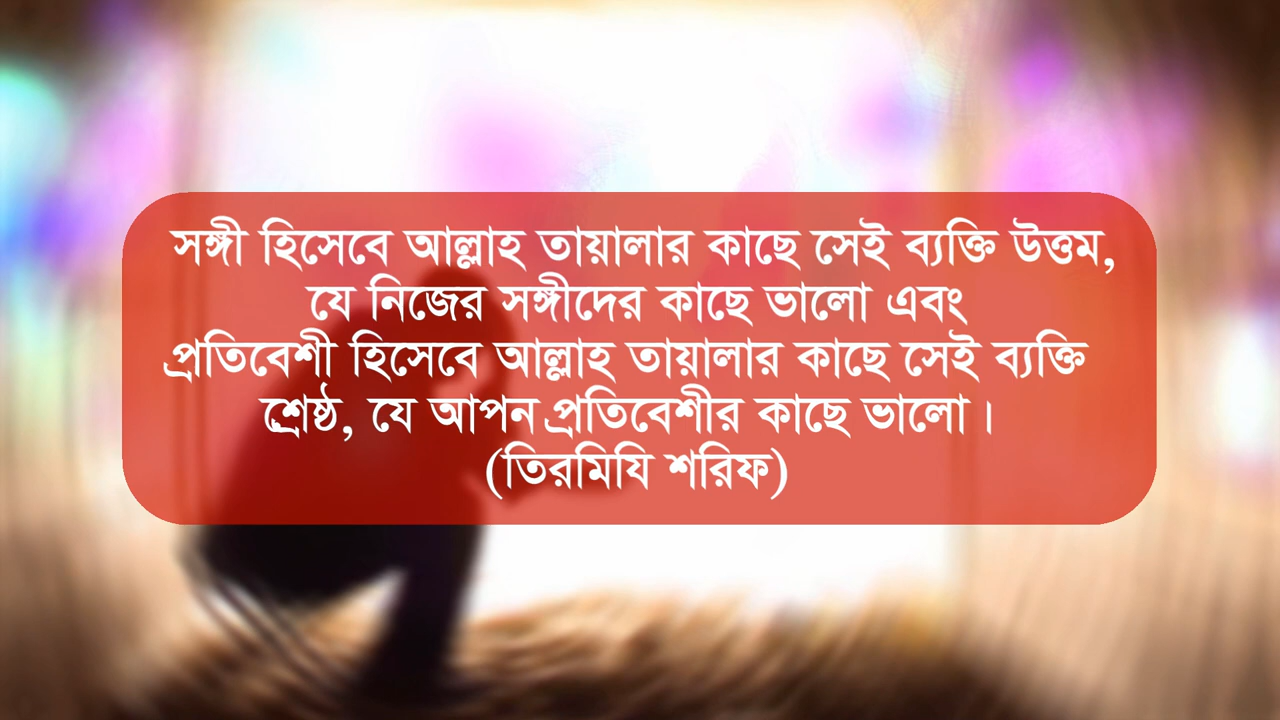 সঙ্গী হিসেবে আল্লাহ তায়ালার কাছে সেই ব্যক্তি উত্তম,
যে নিজের সঙ্গীদের কাছে ভালো এবং
প্রতিবেশী হিসেবে আল্লাহ তায়ালার কাছে সেই ব্যক্তি
শ্রেষ্ঠ, যে আপন প্রতিবেশীর কাছে ভালো।
(তিরমিযি শরিফ)